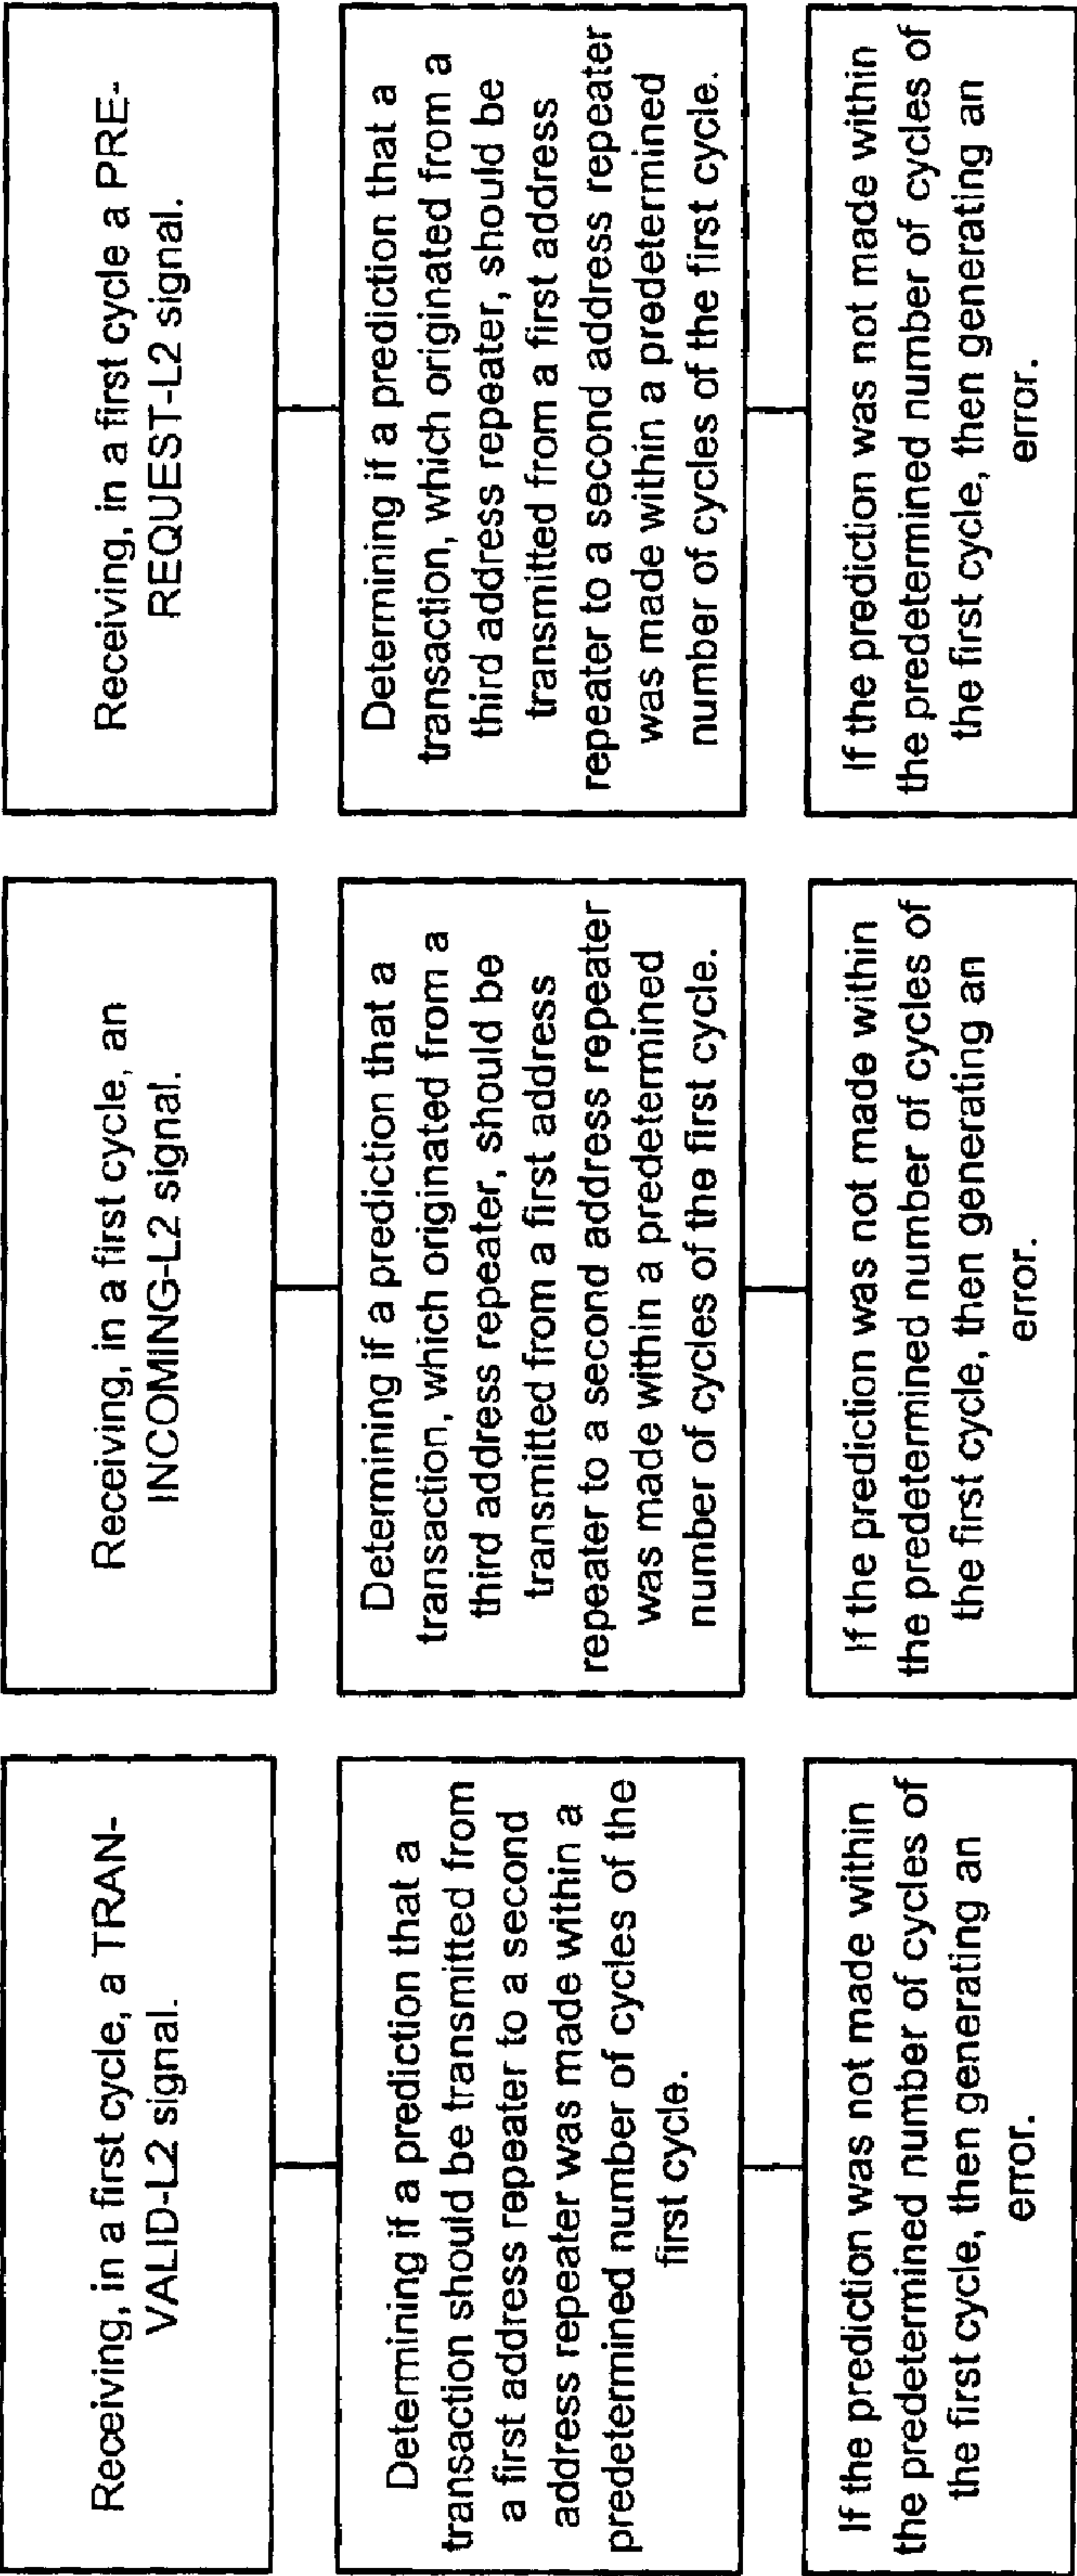 Receiving, in a first cycle, a TRAN-
VALID-L2 signal.
Determining if a prediction that a
transaction should be transmitted from
a first address repeater to a second
address repeater was made within a
predetermined number of cycles of the
first cycle.
If the prediction was not made within
the predetermined number of cycles of
the first cycle, then generating an
error.
Receiving, in a first cycle, an
INCOMING-L2 signal.
Determining if a prediction that a
transaction, which originated from a
third address repeater, should be
transmitted from a first address
repeater to a second address repeater
was made within a predetermined
number of cycles of the first cycle.
If the prediction was not made within
the predetermined number of cycles of
the first cycle, then generating an
error.
Receiving, in a first cycle a PRE-
REQUEST-L2 signal.
Determining if a prediction that a
transaction, which originated from a
third address repeater, should be
transmitted from a first address
repeater to a second address repeater
was made within a predetermined
number of cycles of the first cycle.
If the prediction was not made within
the predetermined number of cycles of
the first cycle, then generating an
error.